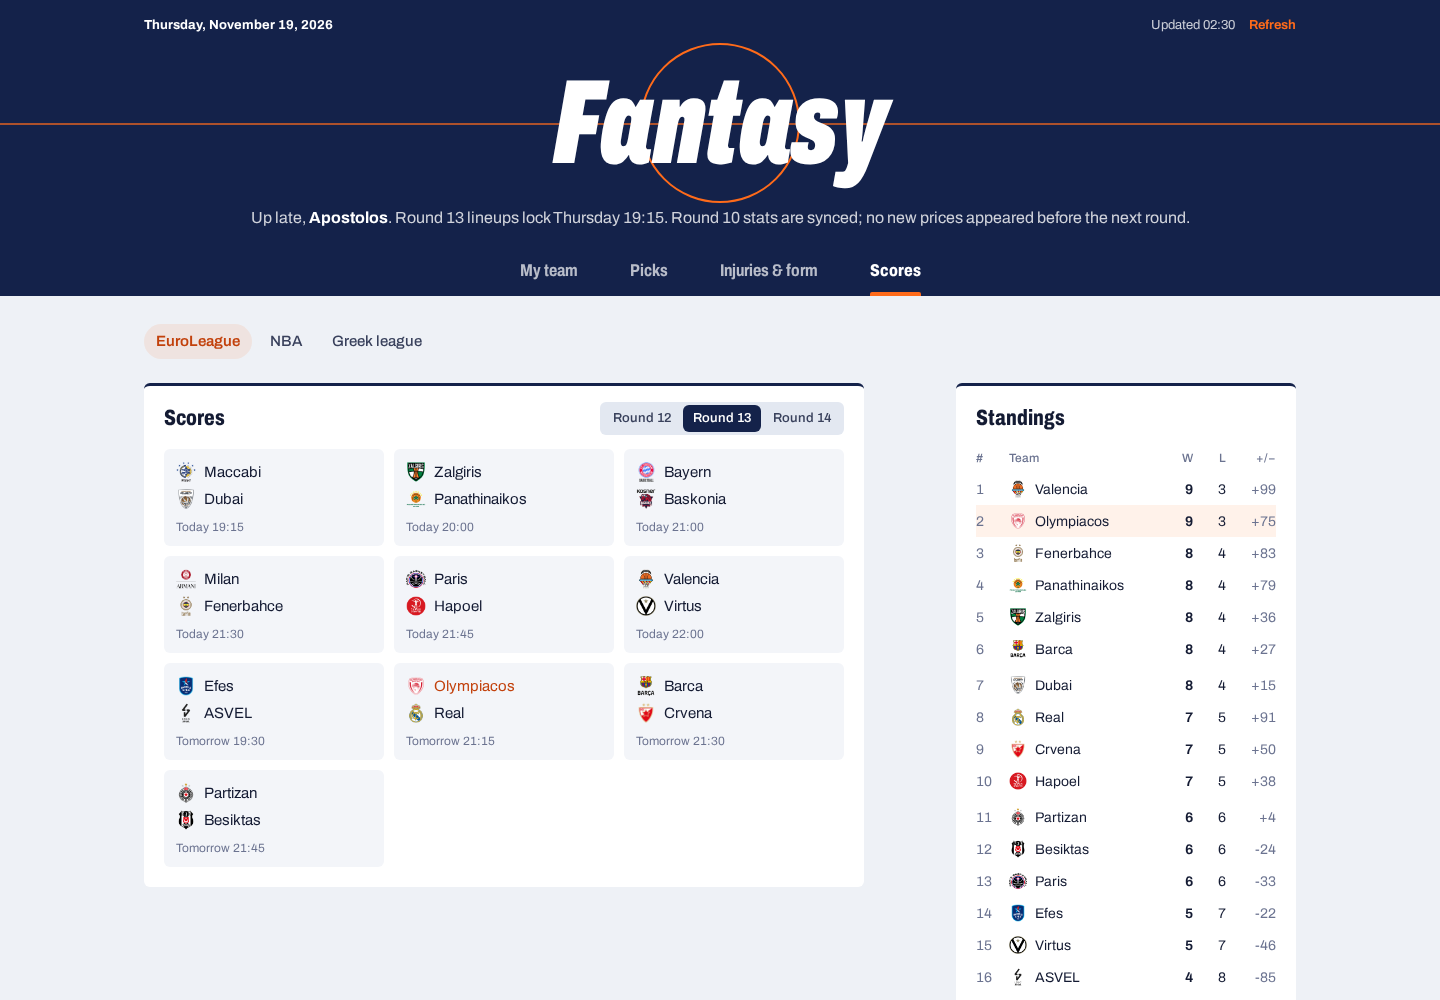 Thursday, November 19, 2026
Updated 02:30 Refresh
Fantasy
Up late, Apostolos. Round 13 lineups lock Thursday 19:15. Round 10 stats are synced; no new prices appeared before the next round.
My team Picks Injuries & form Scores
EuroLeague NBA Greek league
Scores
Round 12 Round 13 Round 14
Maccabi
Dubai
Today 19:15
Zalgiris
Panathinaikos
Today 20:00
Bayern
Baskonia
Today 21:00
Milan
Fenerbahce
Today 21:30
Paris
Hapoel
Today 21:45
Valencia
Virtus
Today 22:00
Efes
ASVEL
Tomorrow 19:30
Olympiacos
Real
Tomorrow 21:15
Barca
Crvena
Tomorrow 21:30
Partizan
Besiktas
Tomorrow 21:45
Standings
# Team W L +/−
1 Valencia 9 3 +99
2 Olympiacos 9 3 +75
3 Fenerbahce 8 4 +83
4 Panathinaikos 8 4 +79
5 Zalgiris 8 4 +36
6 Barca 8 4 +27
7 Dubai 8 4 +15
8 Real 7 5 +91
9 Crvena 7 5 +50
10 Hapoel 7 5 +38
11 Partizan 6 6 +4
12 Besiktas 6 6 -24
13 Paris 6 6 -33
14 Efes 5 7 -22
15 Virtus 5 7 -46
16 ASVEL 4 8 -85